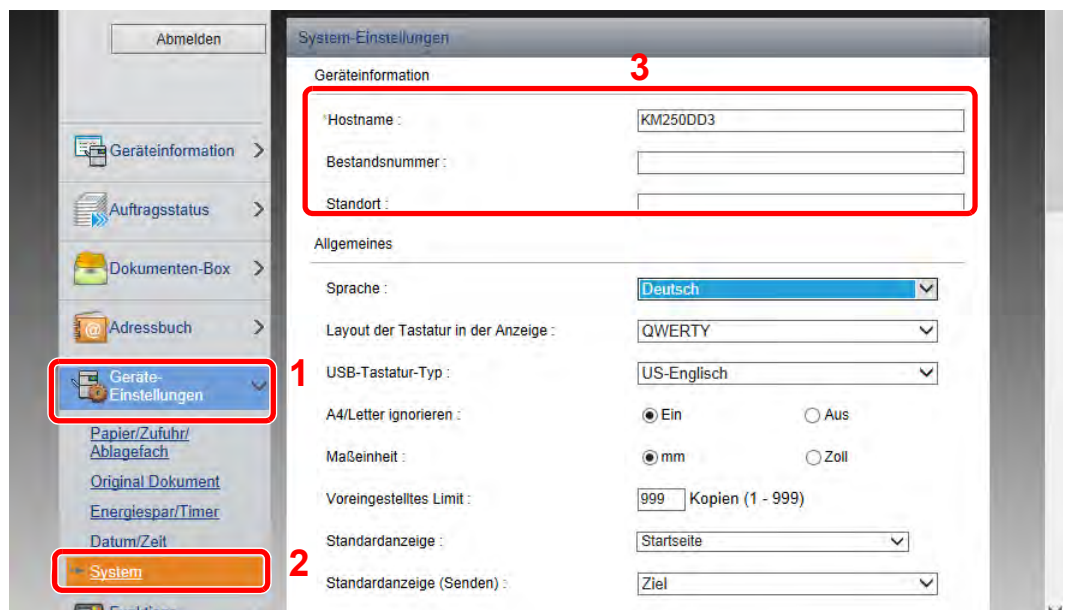 Abmelden
Geräteinformation
Auftragsstatus
Dokumenten-Box
Adressbuch
1
Geräte-
Einstellungen
Papier/Zufuhr/
Ablagefach
Original Dokument
Energiespar/Timer
Datum/Zeit
2
System
System-Einstellungen
Geräteinformation
3
*Hostname : KM250DD3
Bestandsnummer :
Standort :
Allgemeines
Sprache : Deutsch
Layout der Tastatur in der Anzeige : QWERTY
USB-Tastatur-Typ : US-Englisch
A4/Letter ignorieren : Ein Aus
Maßeinheit : mm Zoll
Voreingestelltes Limit : 999 Kopien (1 - 999)
Standardanzeige : Startseite
Standardanzeige (Senden) : Ziel